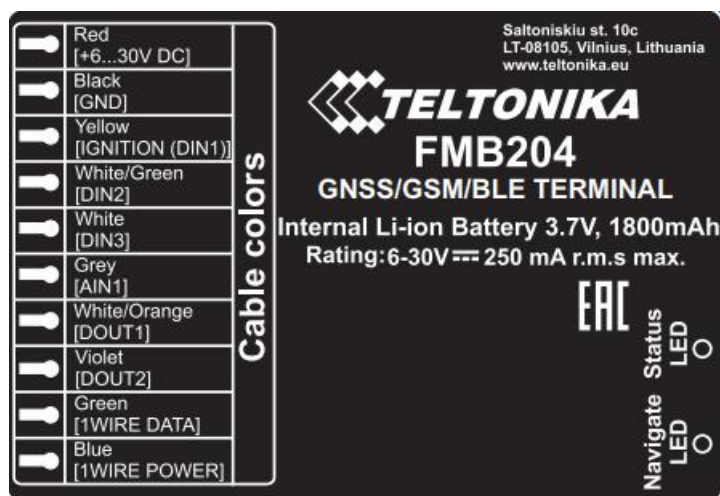 Red
[+6...30V DC]
Black
[GND]
Yellow
[IGNITION (DIN1)]
White/Green
[DIN2]
White
[DIN3]
Grey
[AIN1]
White/Orange
[DOUT1]
Violet
[DOUT2]
Green
[1WIRE DATA]
Blue
[1WIRE POWER]
Cable colors
Saltoniskiu st. 10c
LT-08105, Vilnius, Lithuania
www.teltonika.eu
TELTONIKA
FMB204
GNSS/GSM/BLE TERMINAL
Internal Li-ion Battery 3.7V, 1800mAh
Rating:6-30V⎓250 mA r.m.s max.
EAC
Status
LED
Navigate
LED